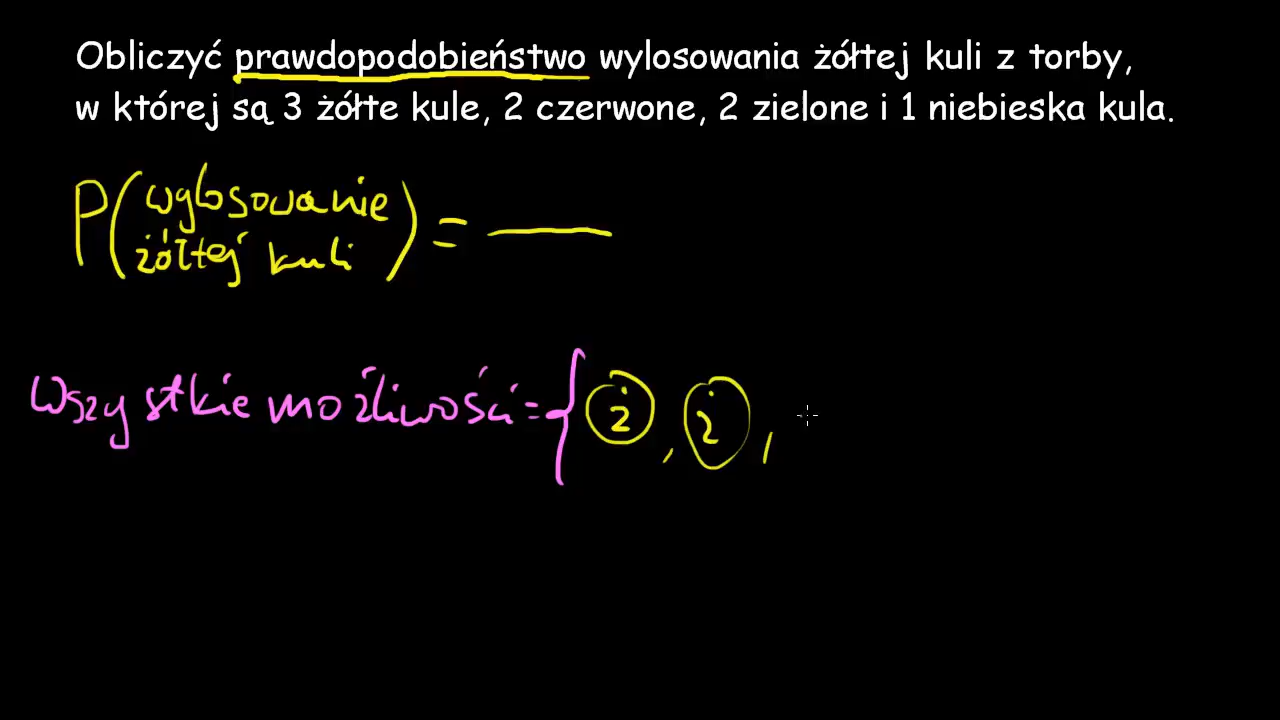 Obliczyć prawdopodobieństwo wylosowania żółtej kuli z torby,
w której są 3 żółte kule, 2 czerwone, 2 zielone i 1 niebieska kula.
P(wylosowanie żółtej kuli) =
Wszystkie możliwości = { ż , ż ,